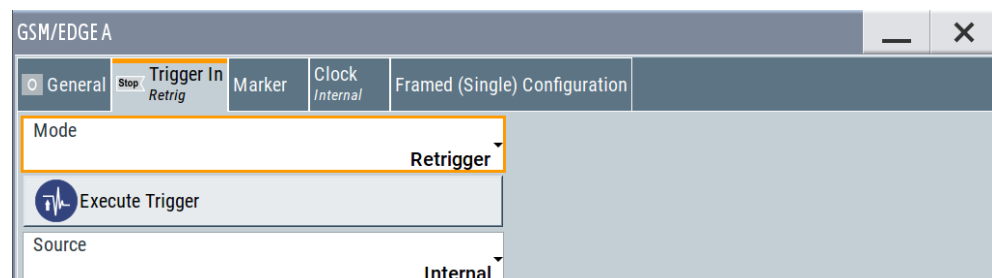 GSM/EDGE A
O General
Stop
Trigger In
Retrig
Marker
Clock
Internal
Framed (Single) Configuration
Mode
Retrigger
Execute Trigger
Source
Internal